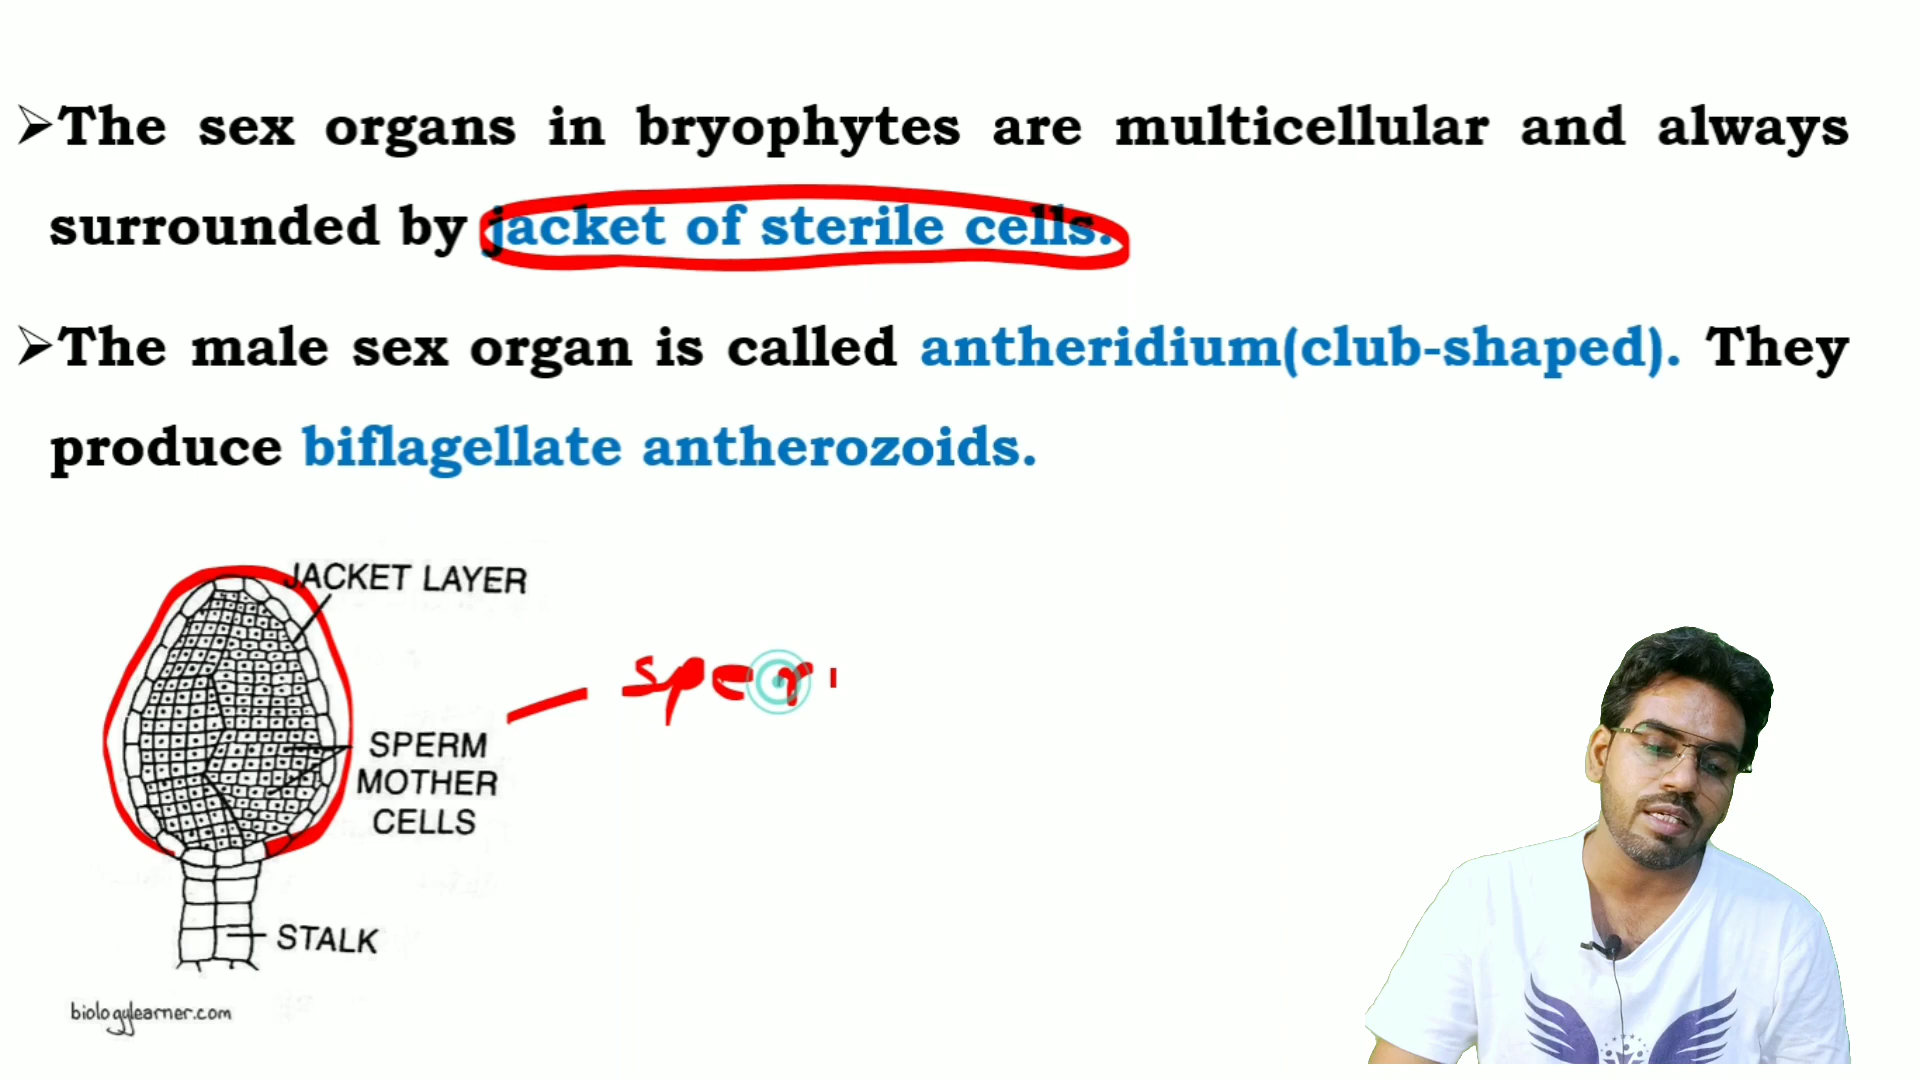 ➢The sex organs in bryophytes are multicellular and always
surrounded by jacket of sterile cells.
➢The male sex organ is called antheridium(club-shaped). They
produce biflagellate antherozoids.
JACKET LAYER
SPERM
MOTHER
CELLS
STALK
biologylearner.com